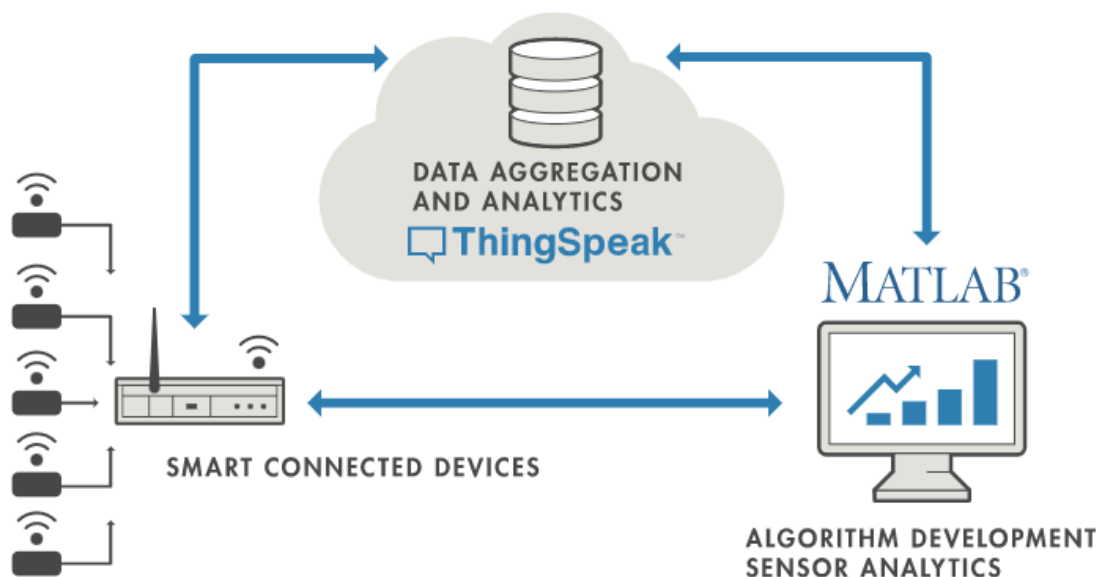 DATA AGGREGATION
AND ANALYTICS
ThingSpeak™
MATLAB®
SMART CONNECTED DEVICES
ALGORITHM DEVELOPMENT
SENSOR ANALYTICS